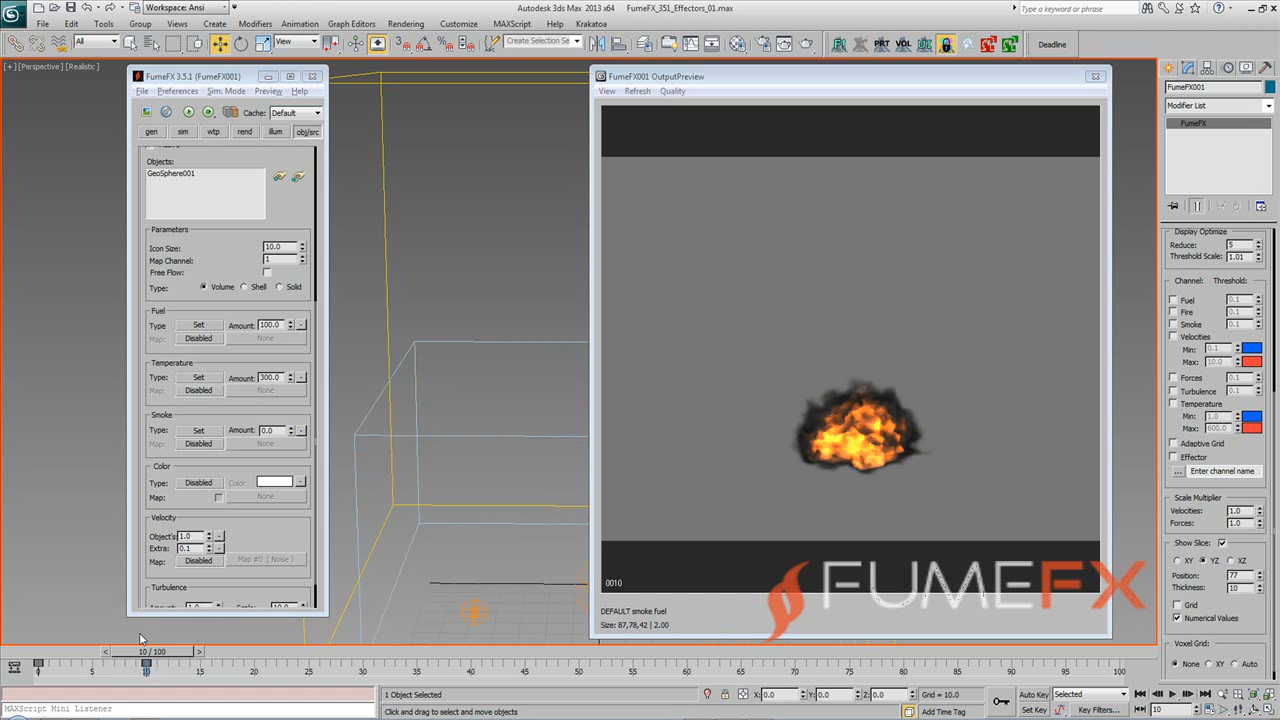 Autodesk 3ds Max 2013 x64 FumeFX_351_Effectors_01.max
Workspace: Ansi
Type a keyword or phrase
File Edit Tools Group Views Create Modifiers Animation Graph Editors Rendering Customize MAXScript Help Krakatoa
All
View
Create Selection Se
PRT VOL
Deadline
[+] [Perspective] [Realistic]
FumeFX 3.5.1 (FumeFX001)
File Preferences Sim. Mode Preview Help
Cache: Default
gen sim wtp rend illum obj/src
Objects:
GeoSphere001
Parameters
Icon Size: 10.0
Map Channel: 1
Free Flow:
Type: Volume Shell Solid
Fuel
Type Set Amount: 100.0 -
Map: Disabled None
Temperature
Type: Set Amount: 300.0 -
Map: Disabled None
Smoke
Type: Set Amount: 0.0 -
Map: Disabled None
Color
Type: Disabled Color -
Map: None
Velocity
Object's 1.0 -
Extra: 0.1 -
Map: Disabled Map #0 ( Noise )
Turbulence
Amount: 1.0 Scale: 10.0
FumeFX001 OutputPreview
View Refresh Quality
0010
DEFAULT smoke fuel
Size: 87,78,42 | 2.00
FUMEFX
FumeFX001
Modifier List
FumeFX
Display Optimize
Reduce: 5
Threshold Scale: 1.01
Channel: Threshold:
Fuel 0.1
Fire 0.1
Smoke 0.1
Velocities
Min: 0.1
Max: 10.0
Forces 0.1
Turbulence 0.1
Temperature
Min: 1.0
Max: 600.0
Adaptive Grid
Effector
... Enter channel name
Scale Multiplier
Velocities: 1.0
Forces: 1.0
Show Slice:
XY YZ XZ
Position: 77
Thickness: 10
Grid
Numerical Values
Voxel Grid:
None XY Auto
< 10 / 100 >
0 5 10 15 20 25 30 35 40 45 50 55 60 65 70 75 80 85 90 95 100
1 Object Selected
X: 0.0 Y: 0.0 Z: 0.0 Grid = 10.0
Auto Key Selected
MAXScript Mini Listener
Click and drag to select and move objects
Add Time Tag
Set Key Key Filters...
10